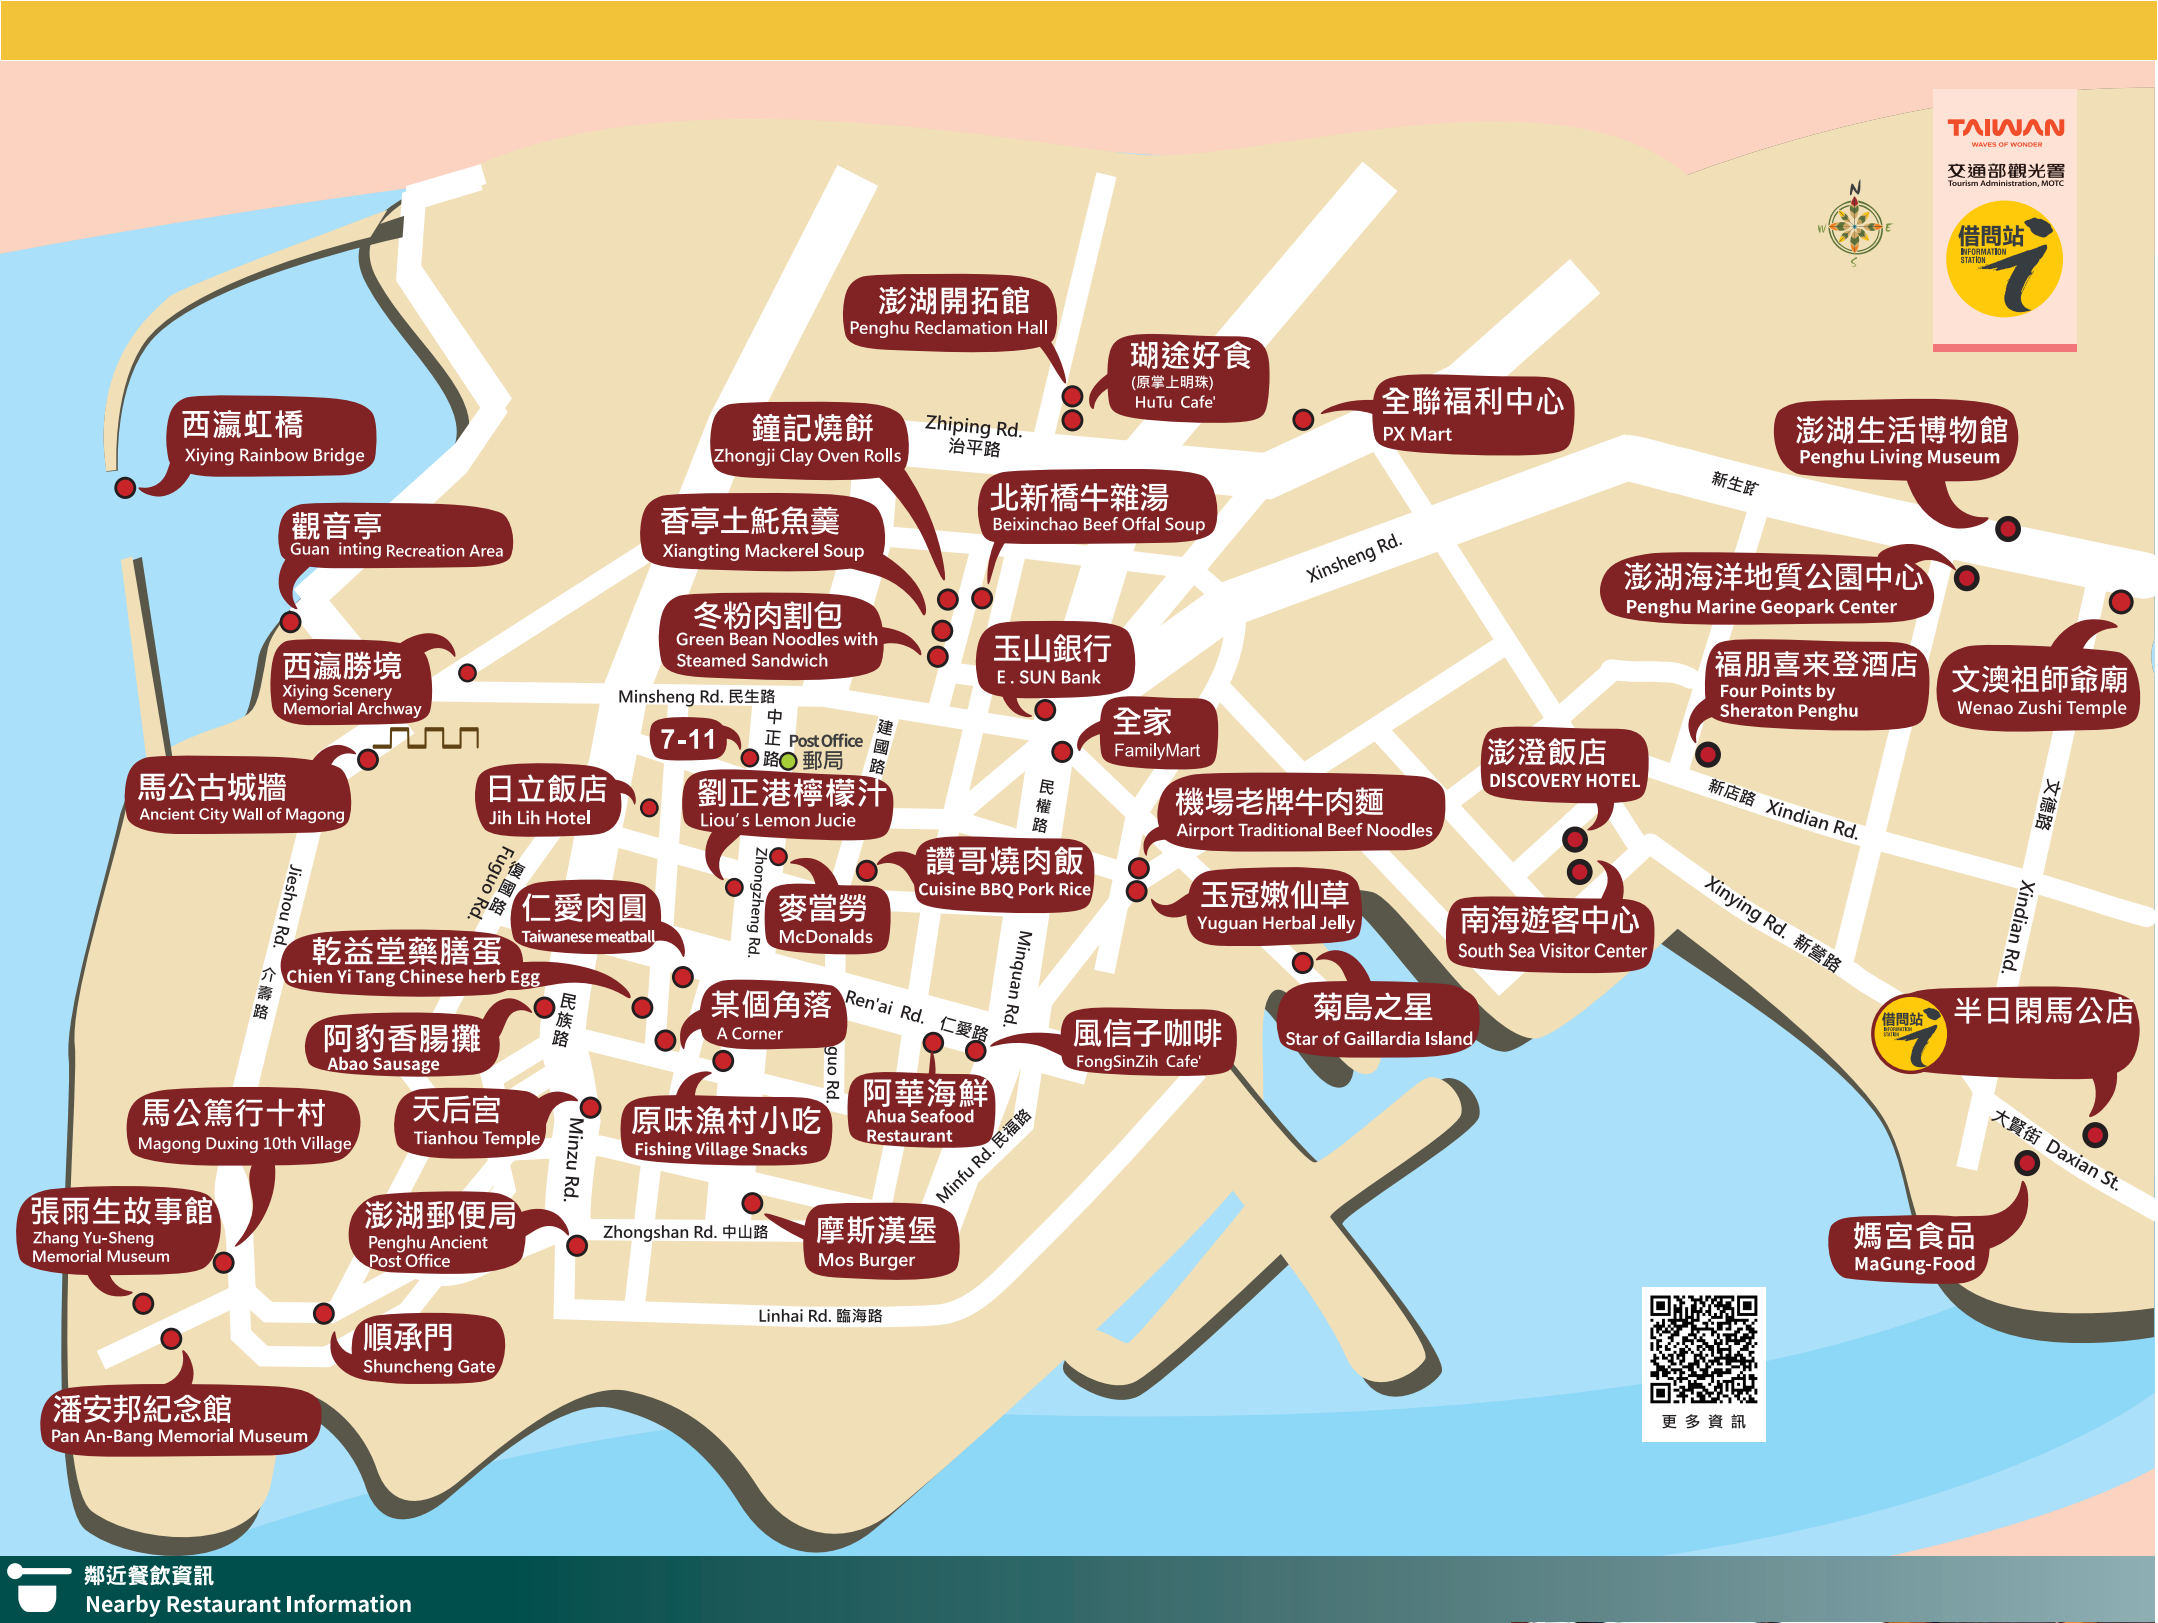 TAIWAN
WAVES OF WONDER
交通部觀光署
Tourism Administration, MOTC
借問站
INFORMATION
STATION
N
W
E
S
澎湖開拓館
Penghu Reclamation Hall
瑚途好食
(原掌上明珠)
HuTu Cafe'
全聯福利中心
PX Mart
西瀛虹橋
Xiying Rainbow Bridge
鐘記燒餅
Zhongji Clay Oven Rolls
Zhiping Rd.
治平路
澎湖生活博物館
Penghu Living Museum
新生路
北新橋牛雜湯
Beixinchao Beef Offal Soup
香亭土魠魚羹
Xiangting Mackerel Soup
觀音亭
Guan inting Recreation Area
Xinsheng Rd.
澎湖海洋地質公園中心
Penghu Marine Geopark Center
冬粉肉割包
Green Bean Noodles with
Steamed Sandwich
玉山銀行
E . SUN Bank
西瀛勝境
Xiying Scenery
Memorial Archway
福朋喜来登酒店
Four Points by
Sheraton Penghu
文澳祖師爺廟
Wenao Zushi Temple
Minsheng Rd. 民生路
中正路
建國路
7-11
Post Office
郵局
全家
FamilyMart
澎澄飯店
DISCOVERY HOTEL
馬公古城牆
Ancient City Wall of Magong
日立飯店
Jih Lih Hotel
劉正港檸檬汁
Liou's Lemon Jucie
民權路
機場老牌牛肉麵
Airport Traditional Beef Noodles
新店路 Xindian Rd.
文德路
復國路
Fuguo Rd.
Zhongzheng Rd.
讚哥燒肉飯
Cuisine BBQ Pork Rice
Jieshou Rd.
介壽路
仁愛肉圓
Taiwanese meatball
麥當勞
McDonalds
玉冠嫩仙草
Yuguan Herbal Jelly
南海遊客中心
South Sea Visitor Center
Xinying Rd. 新營路
Xindian Rd.
乾益堂藥膳蛋
Chien Yi Tang Chinese herb Egg
Minquan Rd.
民族路
某個角落
A Corner
Ren'ai Rd. 仁愛路
菊島之星
Star of Gaillardia Island
借問站
INFORMATION
STATION
半日閑馬公店
阿豹香腸攤
Abao Sausage
風信子咖啡
FongSinZih Cafe'
guo Rd.
馬公篤行十村
Magong Duxing 10th Village
天后宮
Tianhou Temple
原味漁村小吃
Fishing Village Snacks
阿華海鮮
Ahua Seafood
Restaurant
Minfu Rd. 民福路
Minzu Rd.
大賢街 Daxian St.
張雨生故事館
Zhang Yu-Sheng
Memorial Museum
澎湖郵便局
Penghu Ancient
Post Office
Zhongshan Rd. 中山路
摩斯漢堡
Mos Burger
媽宮食品
MaGung-Food
Linhai Rd. 臨海路
順承門
Shuncheng Gate
潘安邦紀念館
Pan An-Bang Memorial Museum
更多資訊
鄰近餐飲資訊
Nearby Restaurant Information